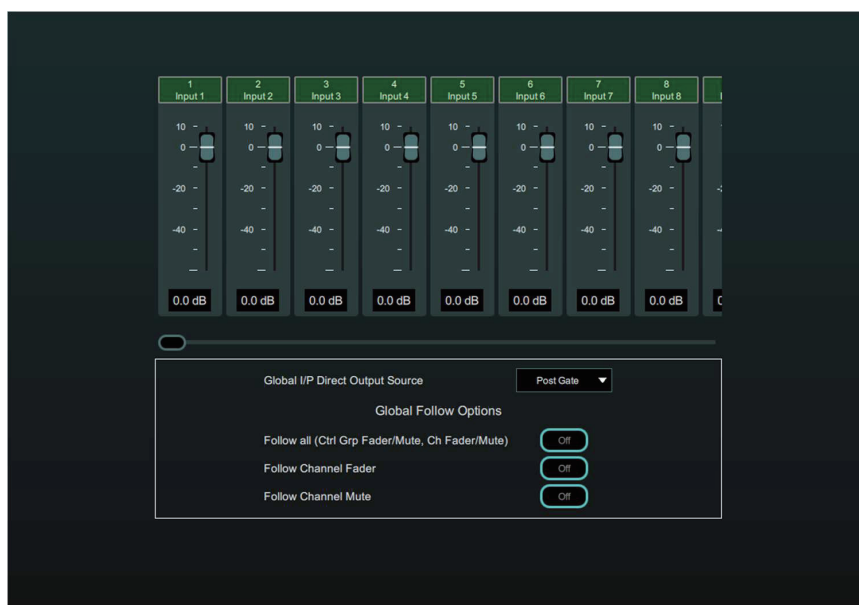 1 2 3 4 5 6 7 8
Input 1 Input 2 Input 3 Input 4 Input 5 Input 6 Input 7 Input 8
10 10 10 10 10 10 10 10
0 0 0 0 0 0 0 0
-20 -20 -20 -20 -20 -20 -20 -20
-40 -40 -40 -40 -40 -40 -40 -40
0.0 dB 0.0 dB 0.0 dB 0.0 dB 0.0 dB 0.0 dB 0.0 dB 0.0 dB
Global I/P Direct Output Source Post Gate
Global Follow Options
Follow all (Ctrl Grp Fader/Mute, Ch Fader/Mute) Off
Follow Channel Fader Off
Follow Channel Mute Off